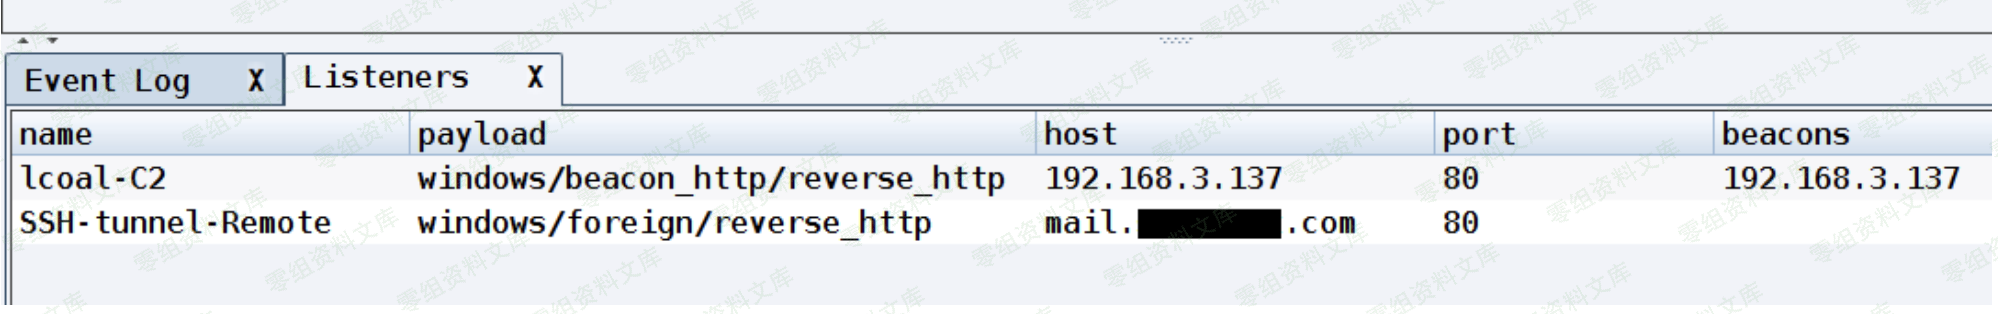 Event Log X Listeners X
name payload host port beacons
lcoal-C2 windows/beacon_http/reverse_http 192.168.3.137 80 192.168.3.137
SSH-tunnel-Remote windows/foreign/reverse_http mail. .com 80
零组资料文库